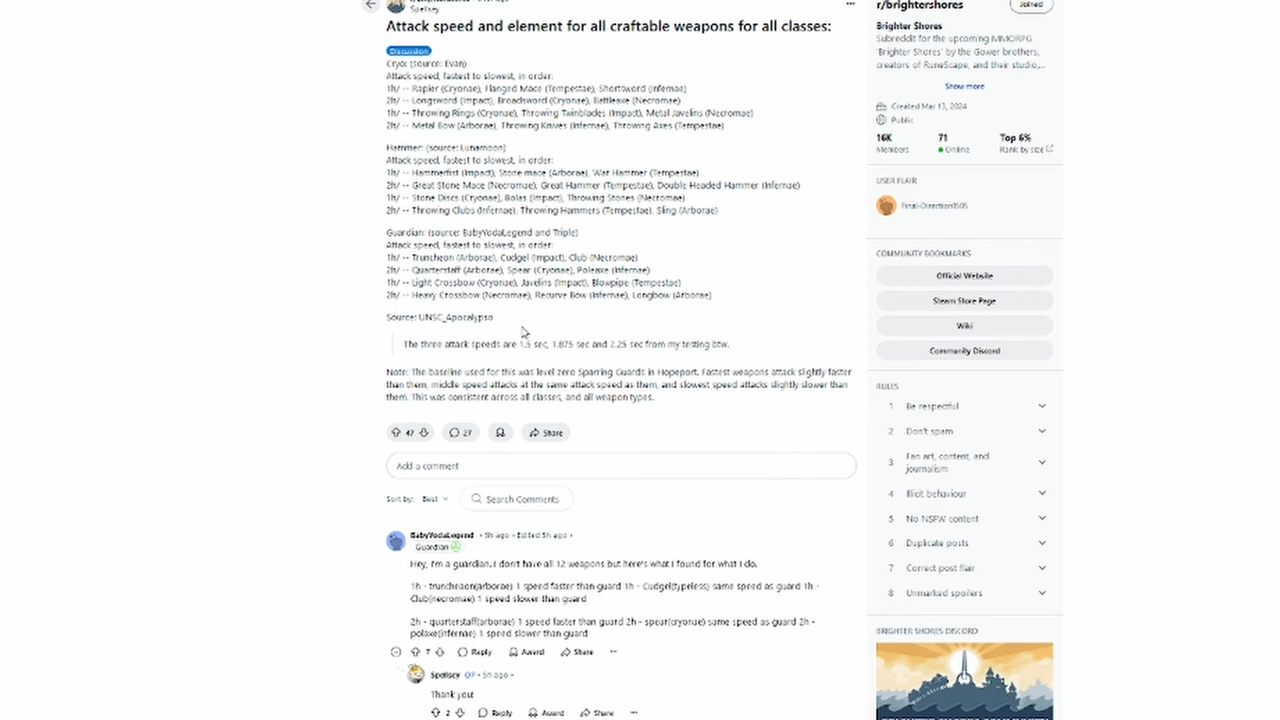 Spellsey
Attack speed and element for all craftable weapons for all classes:
Discussion
Cryo: (source: Evan)
Attack speed, fastest to slowest, in order:
1h/ -- Rapier (Cryonae), Flanged Mace (Tempestae), Shortsword (Infernae)
2h/ -- Longsword (Impact), Broadsword (Cryonae), Battleaxe (Necromae)
1h/ -- Throwing Rings (Cryonae), Throwing Twinblades (Impact), Metal Javelins (Necromae)
2h/ -- Metal Bow (Arborae), Throwing Knives (Infernae), Throwing Axes (Tempestae)
Hammer: (source: Lunamoon)
Attack speed, fastest to slowest, in order:
1h/ -- Hammerfist (Impact), Stone mace (Arborae), War Hammer (Tempestae)
2h/ -- Great Stone Mace (Necromae), Great Hammer (Tempestae), Double Headed Hammer (Infernae)
1h/ -- Stone Discs (Cryonae), Bolas (Impact), Throwing Stones (Necromae)
2h/ -- Throwing Clubs (Infernae), Throwing Hammers (Tempestae), Sling (Arborae)
Guardian: (source: BabyYodaLegend and Triple)
Attack speed, fastest to slowest, in order:
1h/ -- Truncheon (Arborae), Cudgel (Impact), Club (Necromae)
2h/ -- Quarterstaff (Arborae), Spear (Cryonae), Poleaxe (Infernae)
1h/ -- Light Crossbow (Cryonae), Javelins (Impact), Blowpipe (Tempestae)
2h/ -- Heavy Crossbow (Necromae), Recurve Bow (Infernae), Longbow (Arborae)
Source: UNSC_Apocalypso
The three attack speeds are 1.5 sec, 1.875 sec and 2.25 sec from my testing btw.
Note: The baseline used for this was level zero Sparring Guards in Hopeport. Fastest weapons attack slightly faster
than them, middle speed attacks at the same attack speed as them, and slowest speed attacks slightly slower than
them. This was consistent across all classes, and all weapon types.
47
27
Share
Add a comment
Sort by: Best
Search Comments
BabyYodaLegend • 5h ago • Edited 5h ago •
Guardian
Hey, I'm a guardian. I don't have all 12 weapons but here's what I found for what I do.
1h - truncheaon(arborae) 1 speed faster than guard 1h - Cudgel(typeless) same speed as guard 1h -
Club(necromae) 1 speed slower than guard
2h - quarterstaff(arborae) 1 speed faster than guard 2h - spear(cryonae) same speed as guard 2h -
polaxe(infernae) 1 speed slower than guard
7 Reply Award Share
Spellsey OP • 5h ago •
Thank you!
2 Reply Award Share
r/brightershores
Joined
Brighter Shores
Subreddit for the upcoming MMORPG
'Brighter Shores' by the Gower brothers,
creators of RuneScape, and their studio,...
Show more
Created Mar 13, 2024
Public
16K 71 Top 6%
Members Online Rank by size
USER FLAIR
Final-Direction1505
COMMUNITY BOOKMARKS
Official Website
Steam Store Page
Wiki
Community Discord
RULES
1 Be respectful
2 Don't spam
3 Fan art, content, and
journalism
4 Illicit behaviour
5 No NSFW content
6 Duplicate posts
7 Correct post flair
8 Unmarked spoilers
BRIGHTER SHORES DISCORD